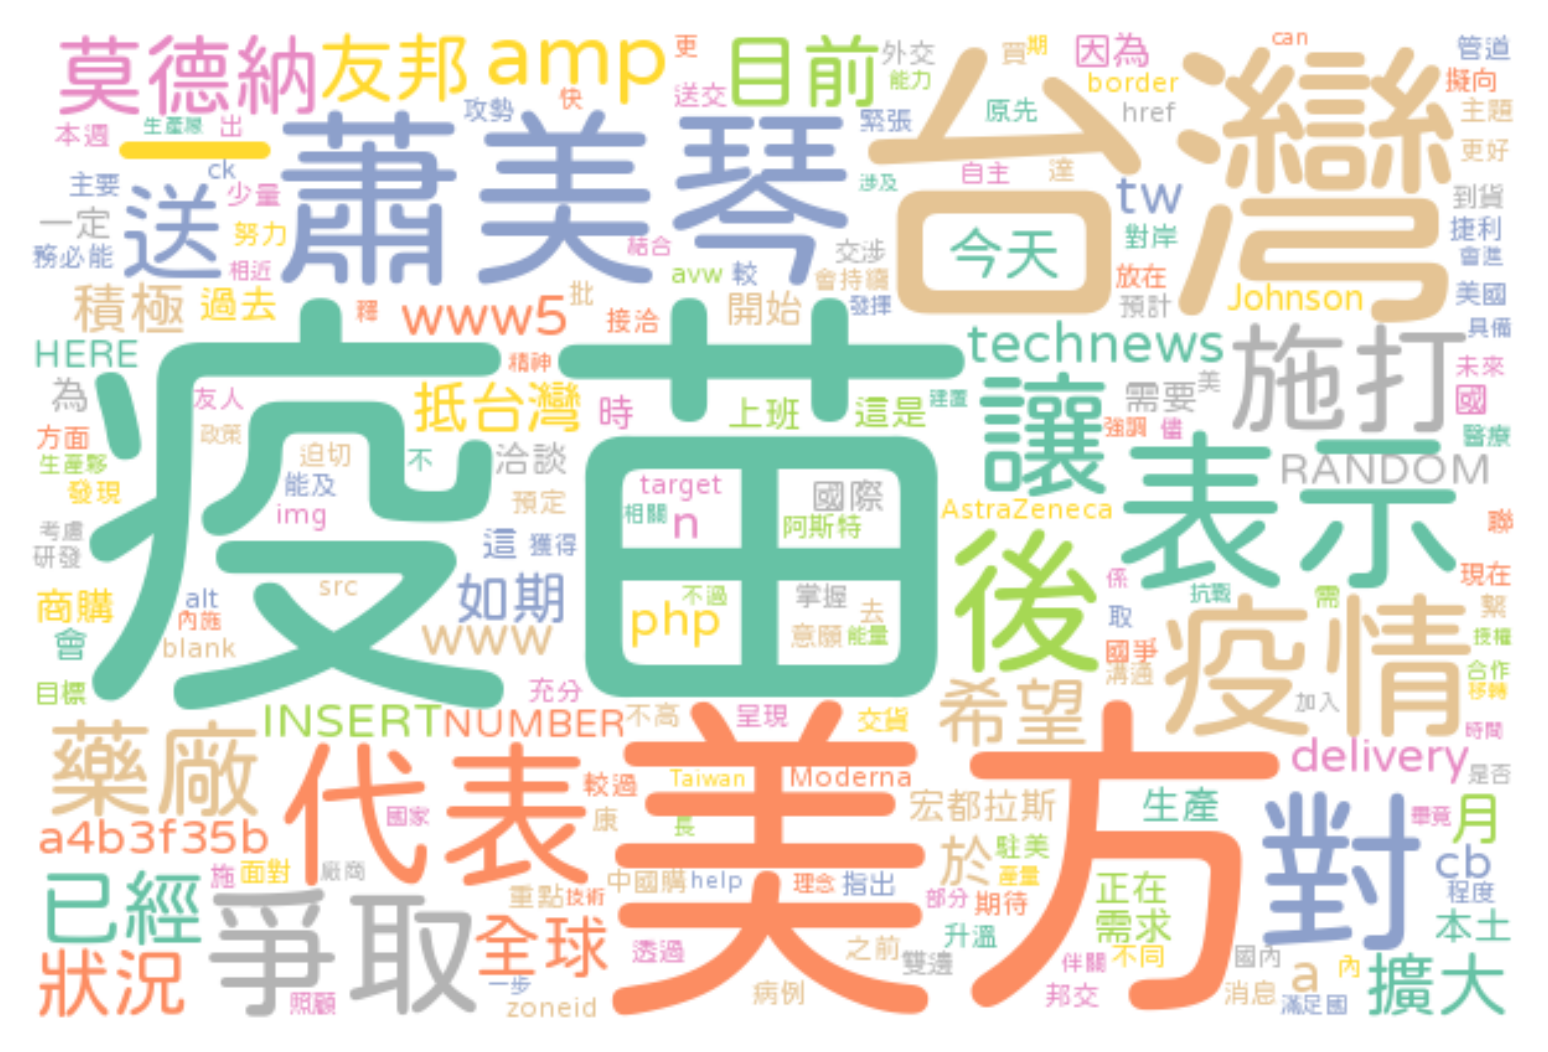 莫德納 友邦 amp 更 目前 外交 能力 買 期 因為 can 管道
本週 生產線 出 攻勢 快 送交 緊張 原先 border href 擬向 主題
一 蕭美琴 台灣 更好
主要 ck 少量 送 涉及 自主 達 tw 到貨
一定 努力 結合 交涉 今天 對岸 捷利
務必能 相近 avw 較 會持續 放在 會進
積極 過去 釋 www5 批 接洽 開始 發揮 預計 Johnson 美國
HERE 精神 technews 施打 具備
疫苗
為 友人 抵台灣 時 上班 這是 建置 讓 需要 美 未來 國
方面 政策 強調 儘 醫療
生產夥 迫切 不 洽談 表示 RANDOM
發現 能及 預定 target 國際
考慮 img 相關 n 阿斯特 AstraZeneca 聯
研發 這 獲得 後
商購 alt src 如期 不過 掌握 係 現在
內施 php 去 取 抗戰 需 繫
會 blank www 意願 能量 國爭 疫情 授權
目標 充分 溝通 合作 移轉
INSERT NUMBER 不高 呈現 交貨 希望 加入 時間
藥廠 代表 美方 delivery
較過 Taiwan Moderna 是否
a4b3f35b 國家 康 長 宏都拉斯 生產 對 畢竟 月
施 面對 廠商 中國購 help 理念 指出 於 駐美 產量 cb
已經 重點 技術 部分 期待 正在 程度
爭取 全球 透過 之前 升溫 需求 本土
狀況 一步 雙邊 伴關 不同 國內 a 內 擴大
照顧 zoneid 病例 邦交 消息 滿足國